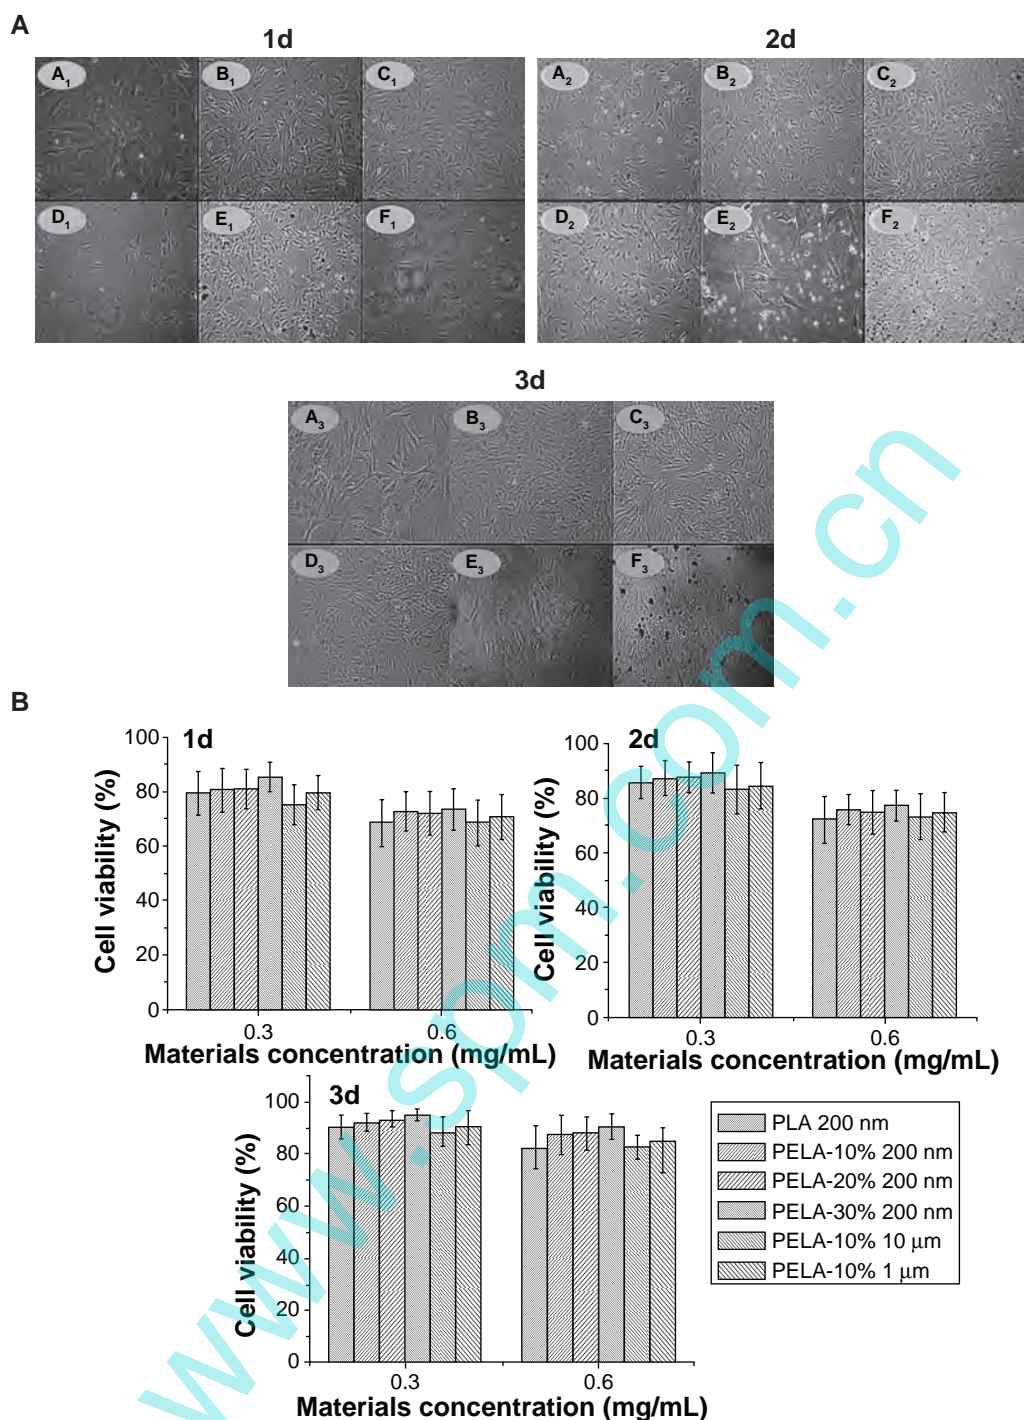 A
1d
2d
A1 B1 C1
A2 B2 C2
D1 E1 F1
D2 E2 F2
3d
A3 B3 C3
D3 E3 F3
B
1d
Cell viability (%)
100
80
60
40
20
0
0.3 0.6
Materials concentration (mg/mL)
2d
Cell viability (%)
100
80
60
40
20
0
0.3 0.6
Materials concentration (mg/mL)
3d
Cell viability (%)
100
80
60
40
20
0
0.3 0.6
Materials concentration (mg/mL)
PLA 200 nm
PELA-10% 200 nm
PELA-20% 200 nm
PELA-30% 200 nm
PELA-10% 10 μm
PELA-10% 1 μm
www.spm.com.cn